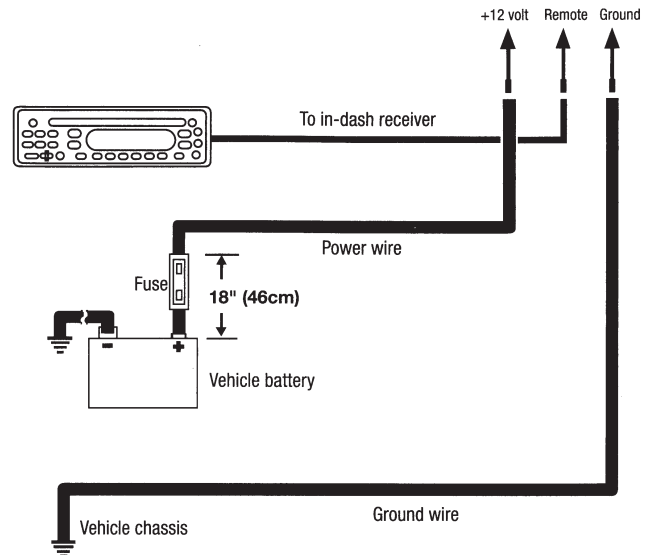 +12 volt Remote Ground
To in-dash receiver
Power wire
Fuse
18" (46cm)
Vehicle battery
Ground wire
Vehicle chassis